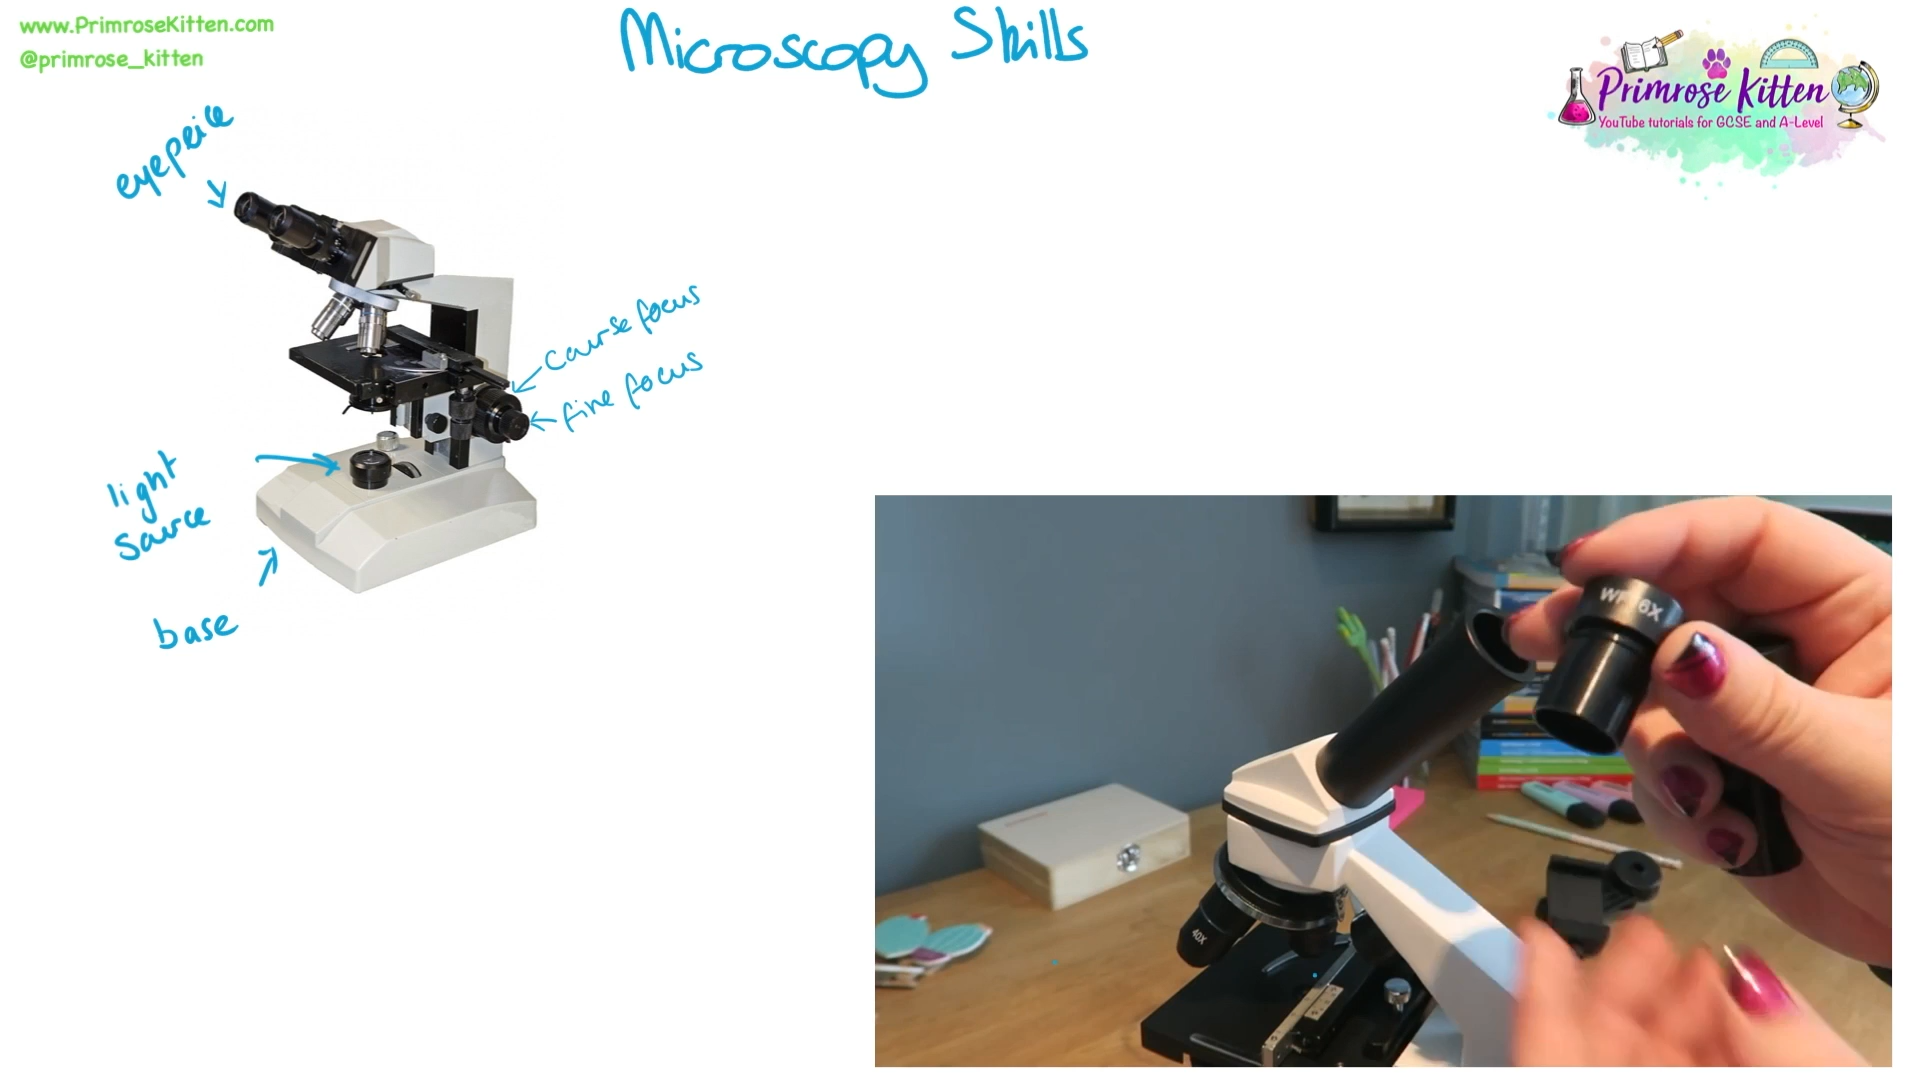 www.PrimroseKitten.com
@primrose_kitten
Microscopy Skills
Primrose Kitten
YouTube tutorials for GCSE and A-Level
eyepeice
course focus
fine focus
light
source
base
40X